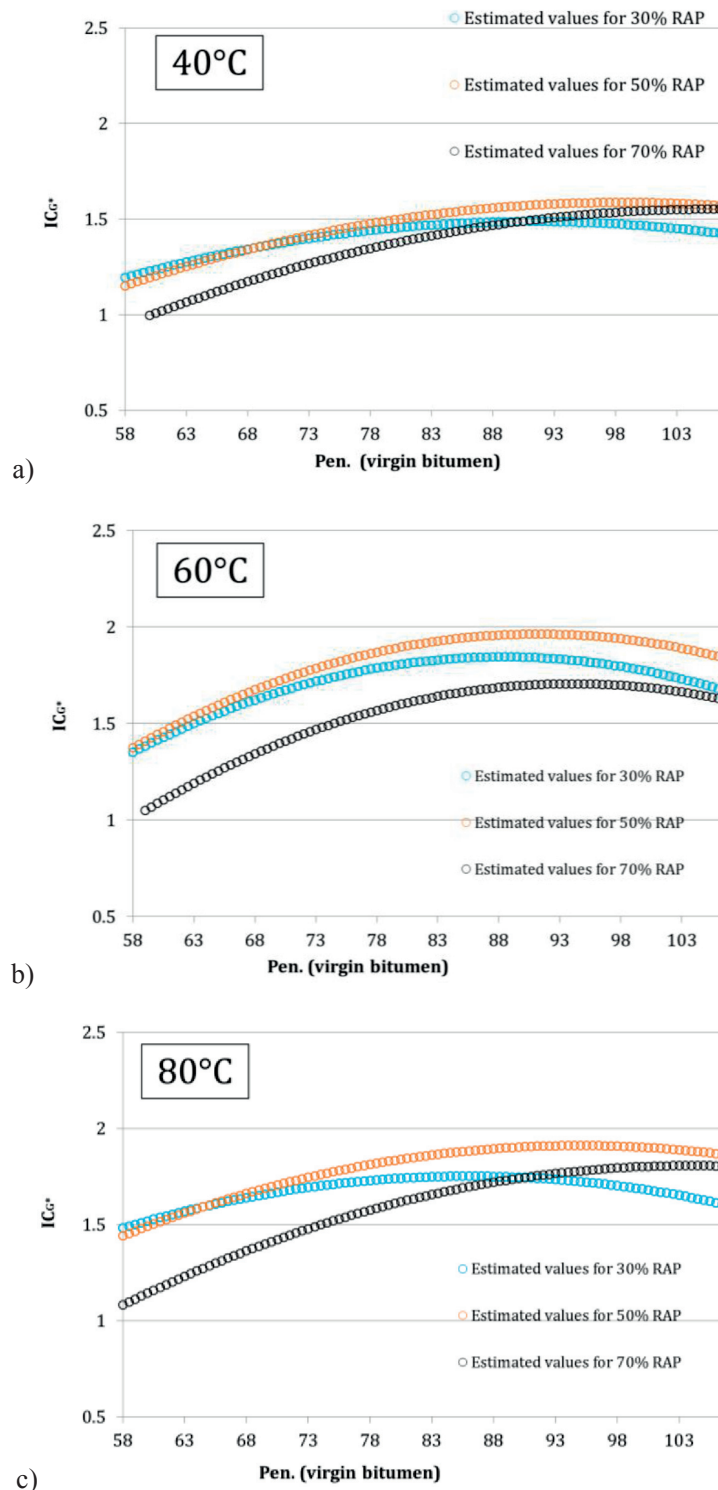 2.5
40°C
Estimated values for 30% RAP
Estimated values for 50% RAP
2
Estimated values for 70% RAP
ICG*
1.5
1
0.5
58 63 68 73 78 83 88 93 98 103
Pen. (virgin bitumen)
a)
2.5
60°C
2
ICG*
1.5
Estimated values for 30% RAP
1
Estimated values for 50% RAP
Estimated values for 70% RAP
0.5
58 63 68 73 78 83 88 93 98 103
Pen. (virgin bitumen)
b)
2.5
80°C
2
ICG*
1.5
Estimated values for 30% RAP
1
Estimated values for 50% RAP
Estimated values for 70% RAP
0.5
58 63 68 73 78 83 88 93 98 103
Pen. (virgin bitumen)
c)